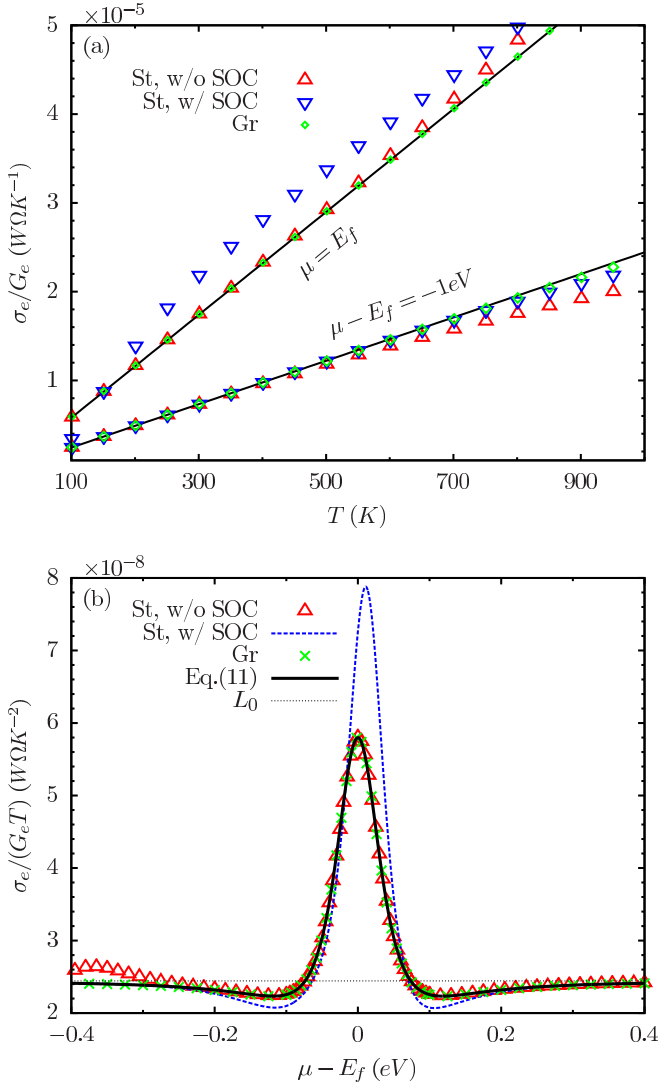 ×10⁻⁵
(a)
St, w/o SOC
St, w/ SOC
Gr
μ = E_f
μ − E_f = −1eV
5
4
3
2
1
σ_e/G_e (WΩK⁻¹)
100 300 500 700 900
T (K)
×10⁻⁸
(b)
St, w/o SOC
St, w/ SOC
Gr
Eq.(11)
L₀
8
7
6
5
4
3
2
σ_e/(G_eT) (WΩK⁻²)
−0.4 −0.2 0 0.2 0.4
μ − E_f (eV)